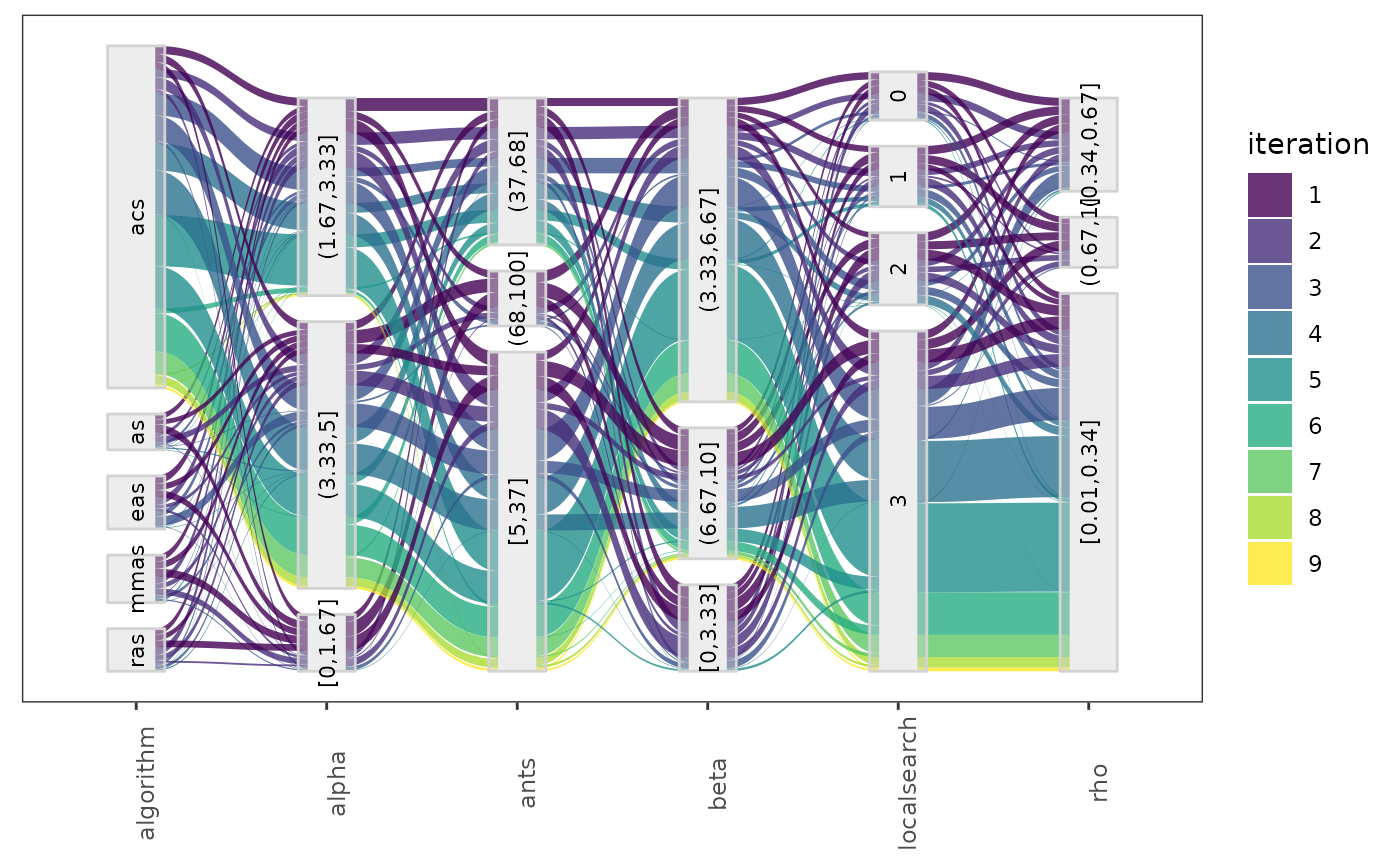 acs
as
eas
mmas
ras
(1.67,3.33]
(3.33,5]
[0,1.67]
(37,68]
(68,100]
[5,37]
(3.33,6.67]
(6.67,10]
[0,3.33]
0
1
2
3
(0.34,0.67]
(0.67,1]
[0.01,0.34]
algorithm
alpha
ants
beta
localsearch
rho
iteration
1
2
3
4
5
6
7
8
9